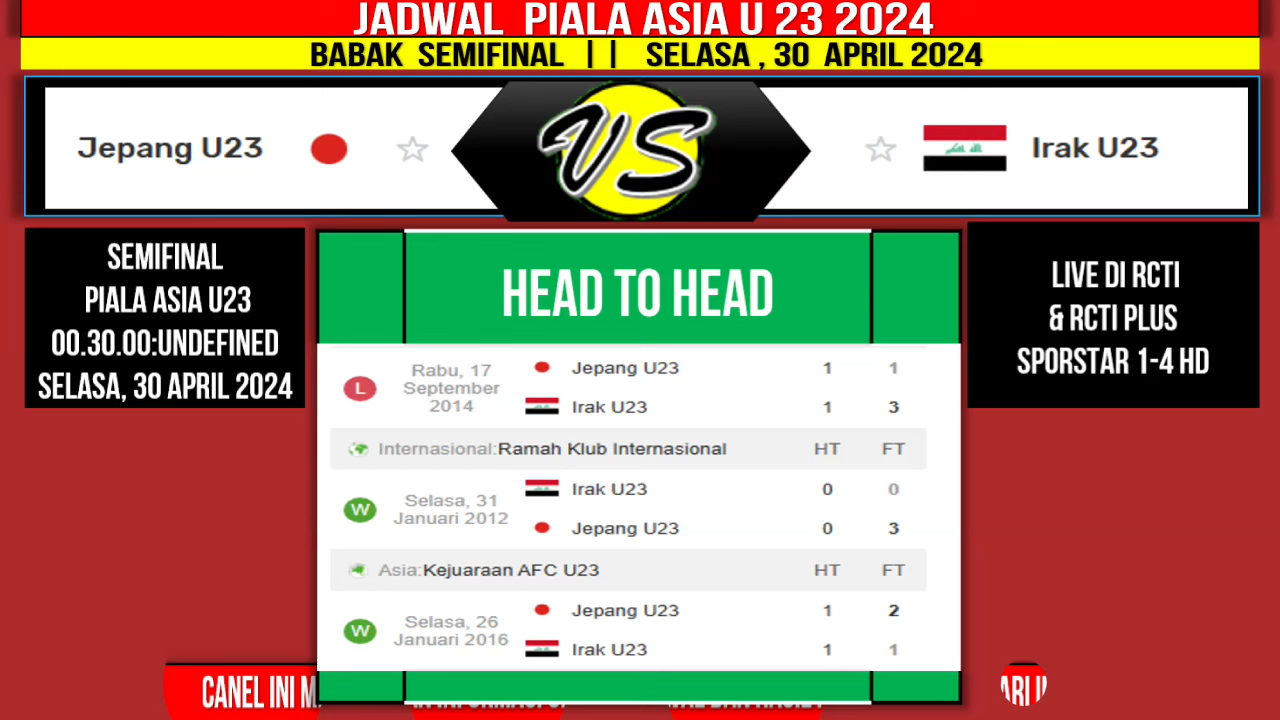 JADWAL PIALA ASIA U 23 2024
BABAK SEMIFINAL || SELASA , 30 APRIL 2024
Jepang U23
VS
Irak U23
SEMIFINAL
PIALA ASIA U23
00.30.00:UNDEFINED
SELASA, 30 APRIL 2024
HEAD TO HEAD
LIVE DI RCTI
& RCTI PLUS
SPORSTAR 1-4 HD
L
Rabu, 17
September
2014
Jepang U23 1 1
Irak U23 1 3
Internasional:Ramah Klub Internasional HT FT
W
Selasa, 31
Januari 2012
Irak U23 0 0
Jepang U23 0 3
Asia:Kejuaraan AFC U23 HT FT
W
Selasa, 26
Januari 2016
Jepang U23 1 2
Irak U23 1 1
CANEL INI